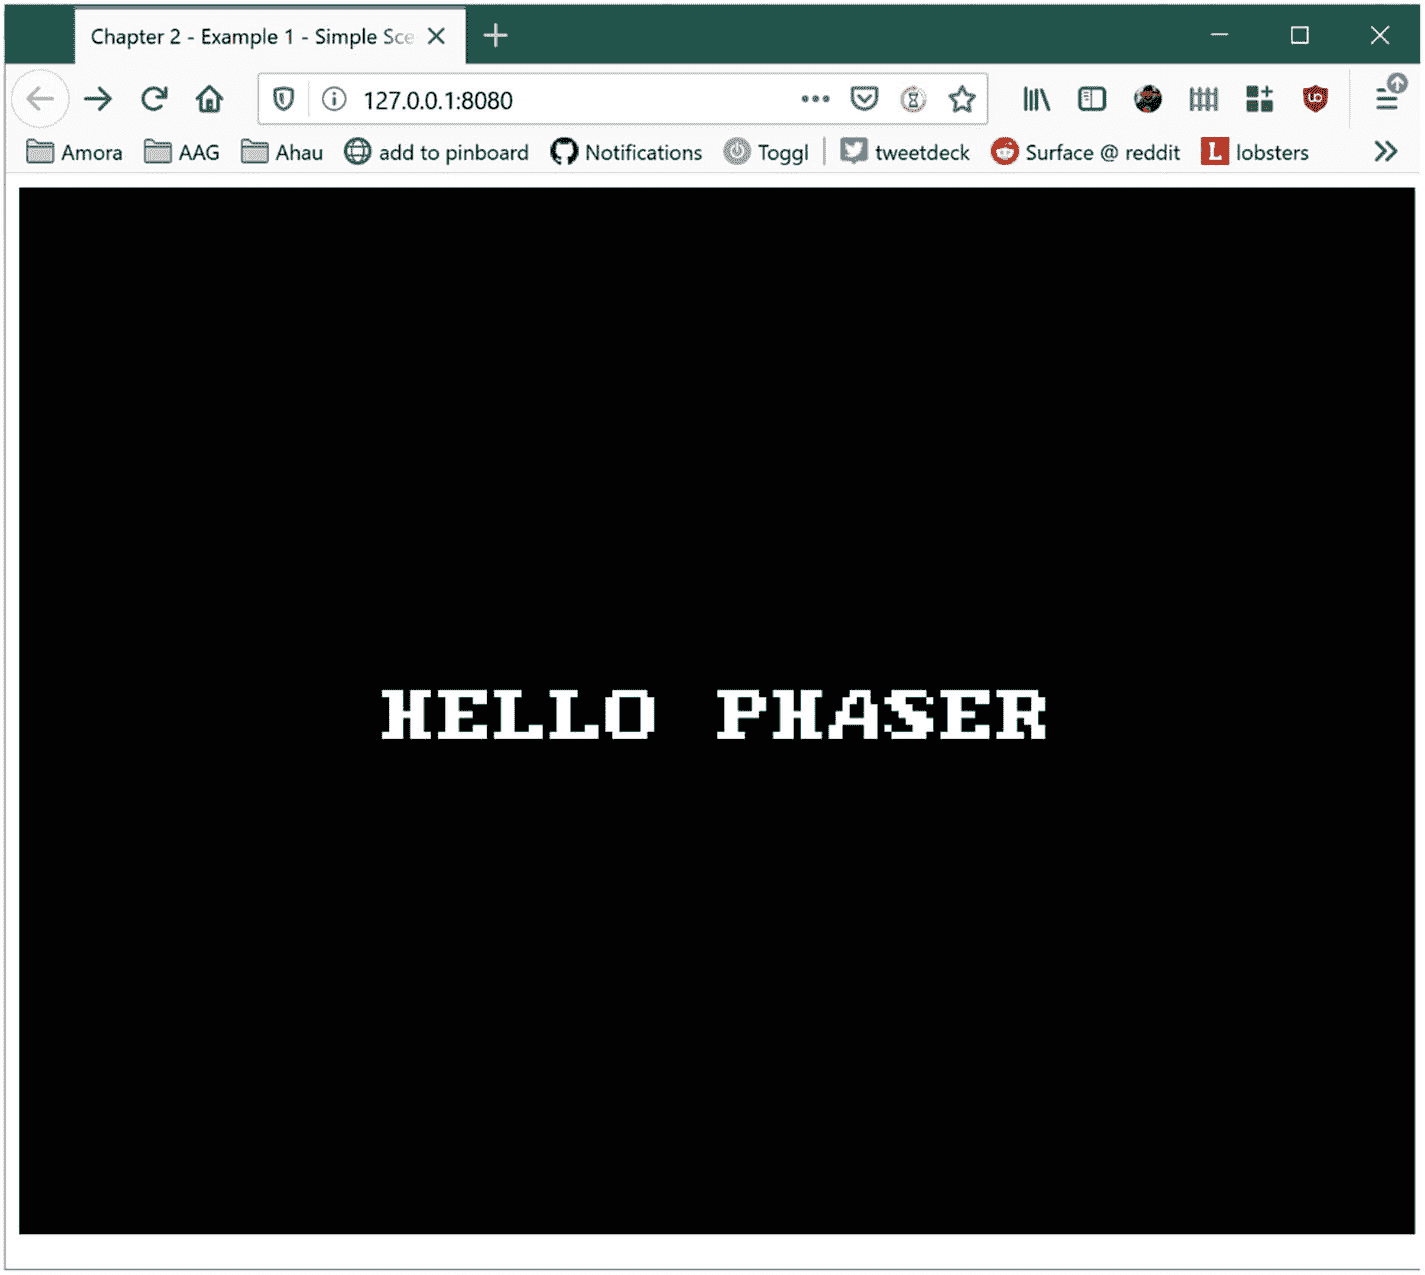 Chapter 2 - Example 1 - Simple Sce
127.0.0.1:8080
Amora AAG Ahau add to pinboard Notifications Toggl tweetdeck Surface @ reddit L lobsters
HELLO PHASER